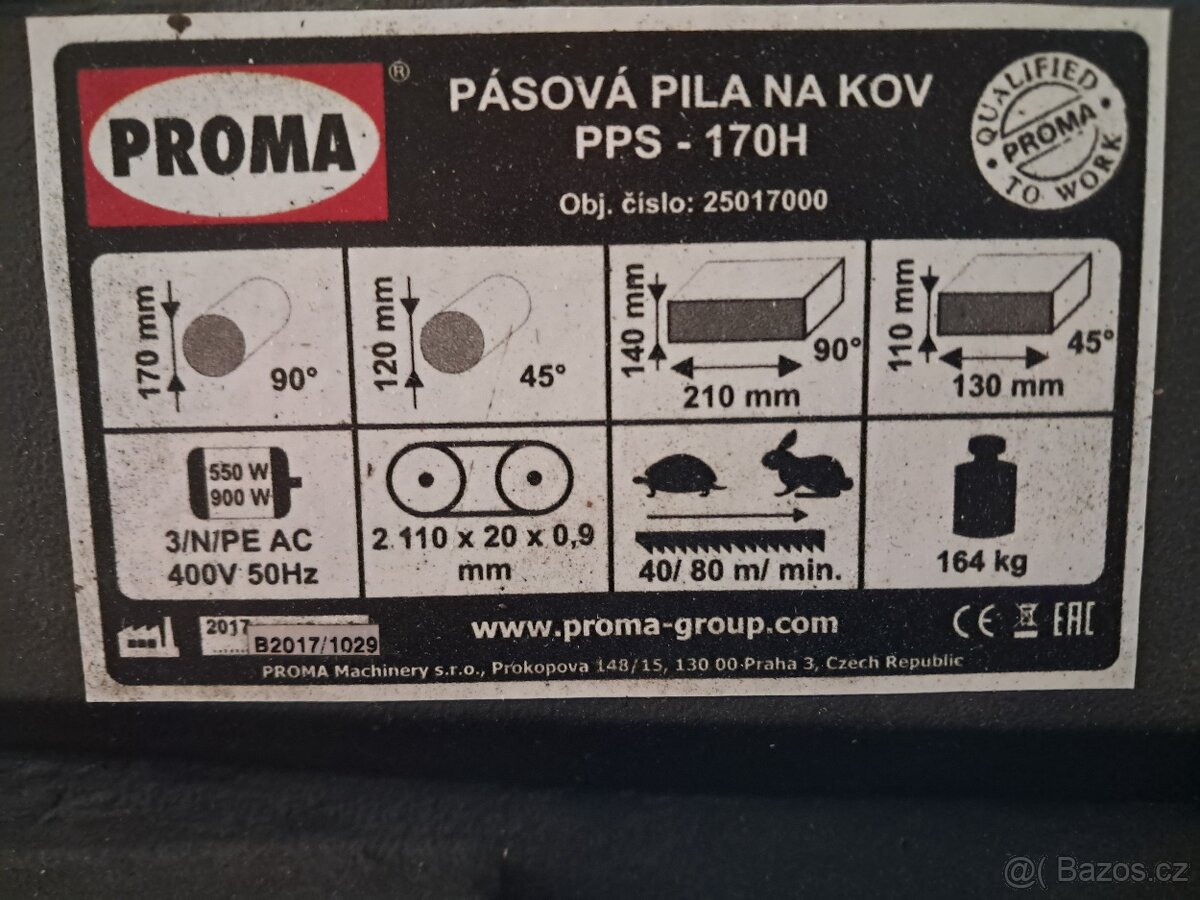 PROMA ®
PÁSOVÁ PILA NA KOV
PPS - 170H
Obj. číslo: 25017000
QUALIFIED
PROMA
TO WORK
170 mm
90°
120 mm
45°
140 mm
90°
210 mm
110 mm
45°
130 mm
550 W
900 W
3/N/PE AC
400V 50Hz
2 110 x 20 x 0,9
mm
40/ 80 m/ min.
164 kg
2017
B2017/1029
www.proma-group.com
CE EAC
PROMA Machinery s.r.o., Prokopova 148/15, 130 00 Praha 3, Czech Republic
@( Bazos.cz